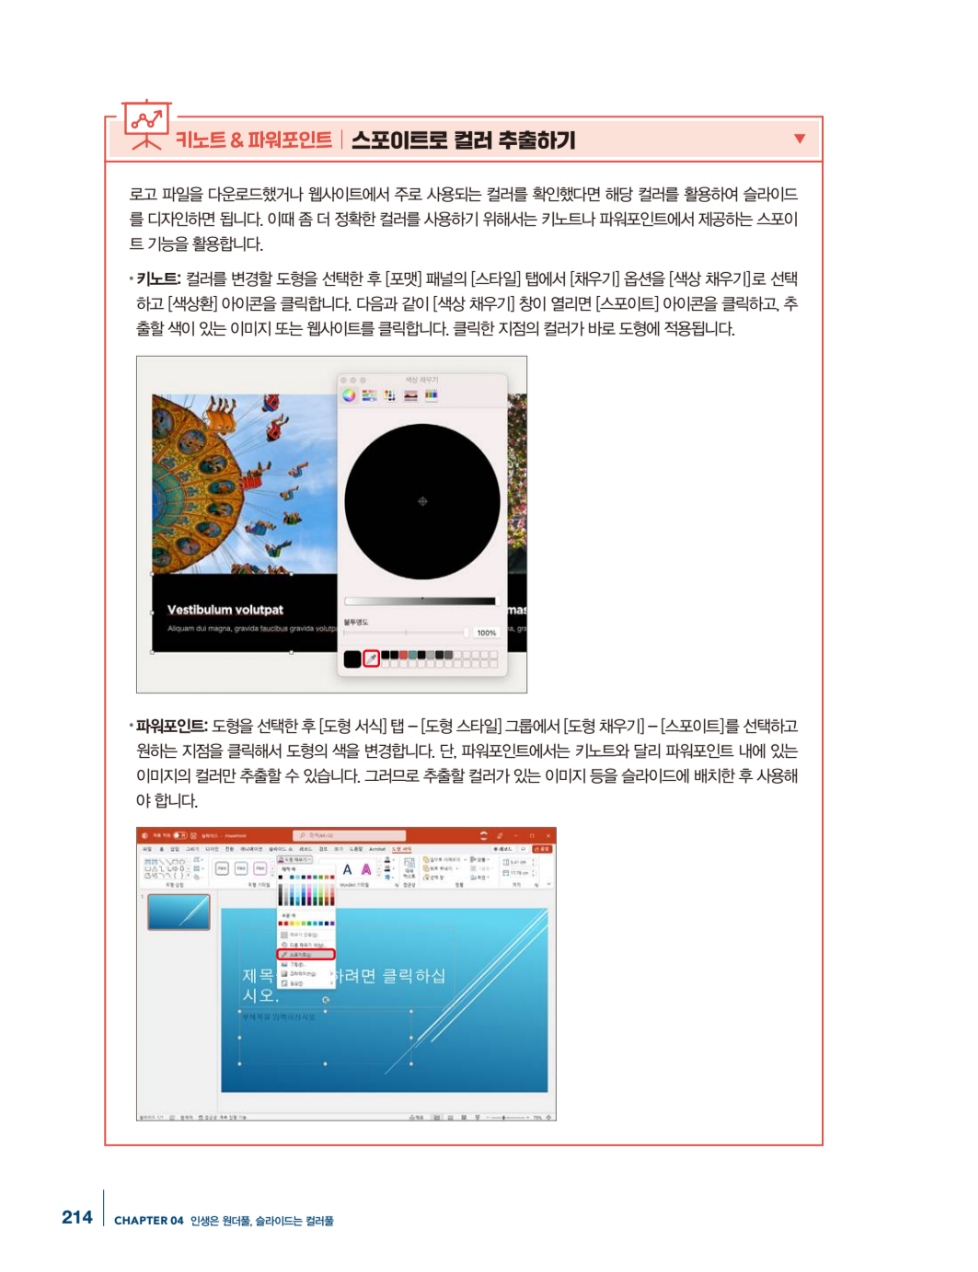 키노트 & 파워포인트 | 스포이트로 컬러 추출하기
로고 파일을 다운로드했거나 웹사이트에서 주로 사용되는 컬러를 확인했다면 해당 컬러를 활용하여 슬라이드
를 디자인하면 됩니다. 이때 좀 더 정확한 컬러를 사용하기 위해서는 키노트나 파워포인트에서 제공하는 스포이
트 기능을 활용합니다.
• 키노트: 컬러를 변경할 도형을 선택한 후 [포맷] 패널의 [스타일] 탭에서 [채우기] 옵션을 [색상 채우기]로 선택
하고 [색상환] 아이콘을 클릭합니다. 다음과 같이 [색상 채우기] 창이 열리면 [스포이트] 아이콘을 클릭하고, 추
출할 색이 있는 이미지 또는 웹사이트를 클릭합니다. 클릭한 지점의 컬러가 바로 도형에 적용됩니다.
색상 채우기
Vestibulum volutpat
Aliquam dui magna, gravida faucibus gravida volutp
불투명도
100%
• 파워포인트: 도형을 선택한 후 [도형 서식] 탭 – [도형 스타일] 그룹에서 [도형 채우기] – [스포이트]를 선택하고
원하는 지점을 클릭해서 도형의 색을 변경합니다. 단, 파워포인트에서는 키노트와 달리 파워포인트 내에 있는
이미지의 컬러만 추출할 수 있습니다. 그러므로 추출할 컬러가 있는 이미지 등을 슬라이드에 배치한 후 사용해
야 합니다.
제목 하려면 클릭하십
시오.
214 CHAPTER 04 인생은 원더풀, 슬라이드는 컬러풀